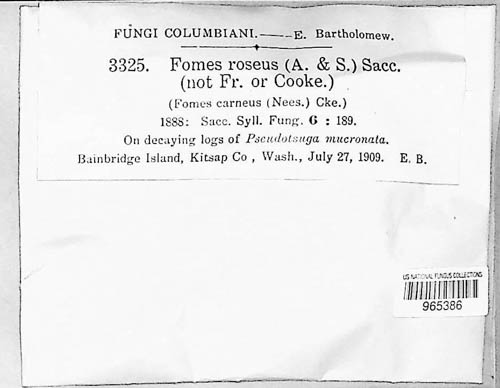 FUNGI COLUMBIANI.——E. Bartholomew.
3325. Fomes roseus (A. & S.) Sacc.
(not Fr. or Cooke.)
(Fomes carneus (Nees.) Cke.)
1888: Sacc. Syll. Fung. 6 : 189.
On decaying logs of Pseudotsuga mucronata.
Bainbridge Island, Kitsap Co , Wash., July 27, 1909. E. B.
US NATIONAL FUNGUS COLLECTIONS
965386